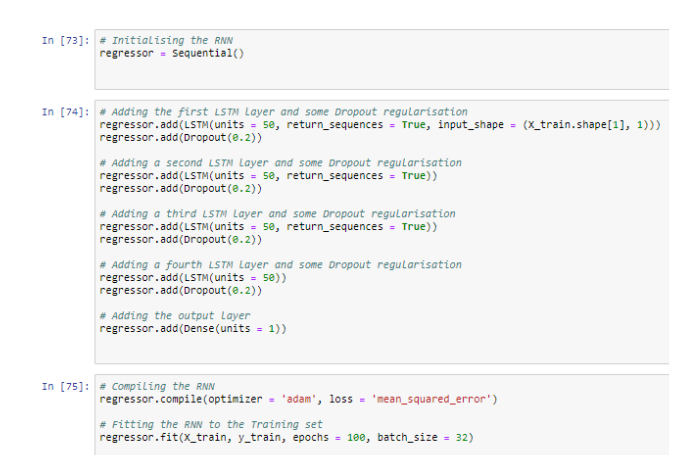 In [73]: # Initialising the RNN
regressor = Sequential()
In [74]: # Adding the first LSTM layer and some Dropout regularisation
regressor.add(LSTM(units = 50, return_sequences = True, input_shape = (X_train.shape[1], 1)))
regressor.add(Dropout(0.2))
# Adding a second LSTM layer and some Dropout regularisation
regressor.add(LSTM(units = 50, return_sequences = True))
regressor.add(Dropout(0.2))
# Adding a third LSTM layer and some Dropout regularisation
regressor.add(LSTM(units = 50, return_sequences = True))
regressor.add(Dropout(0.2))
# Adding a fourth LSTM layer and some Dropout regularisation
regressor.add(LSTM(units = 50))
regressor.add(Dropout(0.2))
# Adding the output layer
regressor.add(Dense(units = 1))
In [75]: # Compiling the RNN
regressor.compile(optimizer = 'adam', loss = 'mean_squared_error')
# Fitting the RNN to the Training set
regressor.fit(X_train, y_train, epochs = 100, batch_size = 32)